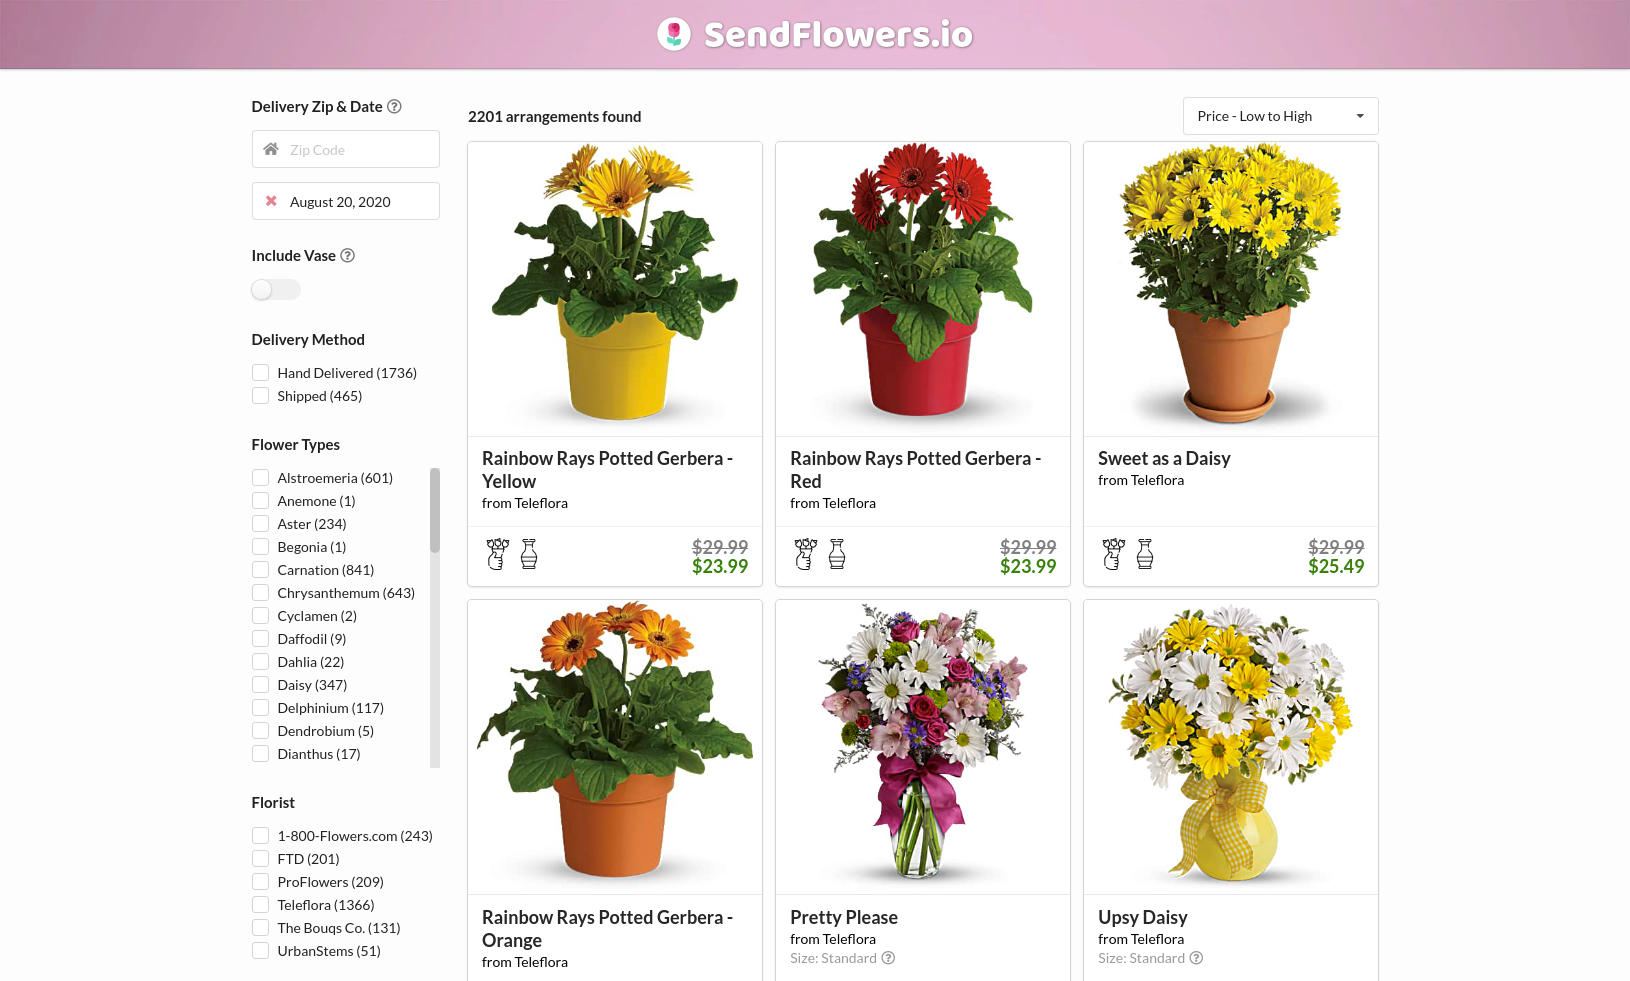 SendFlowers.io
Delivery Zip & Date
Zip Code
August 20, 2020
Include Vase
Delivery Method
Hand Delivered (1736)
Shipped (465)
Flower Types
Alstroemeria (601)
Anemone (1)
Aster (234)
Begonia (1)
Carnation (841)
Chrysanthemum (643)
Cyclamen (2)
Daffodil (9)
Dahlia (22)
Daisy (347)
Delphinium (117)
Dendrobium (5)
Dianthus (17)
Florist
1-800-Flowers.com (243)
FTD (201)
ProFlowers (209)
Teleflora (1366)
The Bouqs Co. (131)
UrbanStems (51)
2201 arrangements found
Price - Low to High
Rainbow Rays Potted Gerbera -
Yellow
from Teleflora
$29.99
$23.99
Rainbow Rays Potted Gerbera -
Red
from Teleflora
$29.99
$23.99
Sweet as a Daisy
from Teleflora
$29.99
$25.49
Rainbow Rays Potted Gerbera -
Orange
from Teleflora
Pretty Please
from Teleflora
Size: Standard
Upsy Daisy
from Teleflora
Size: Standard